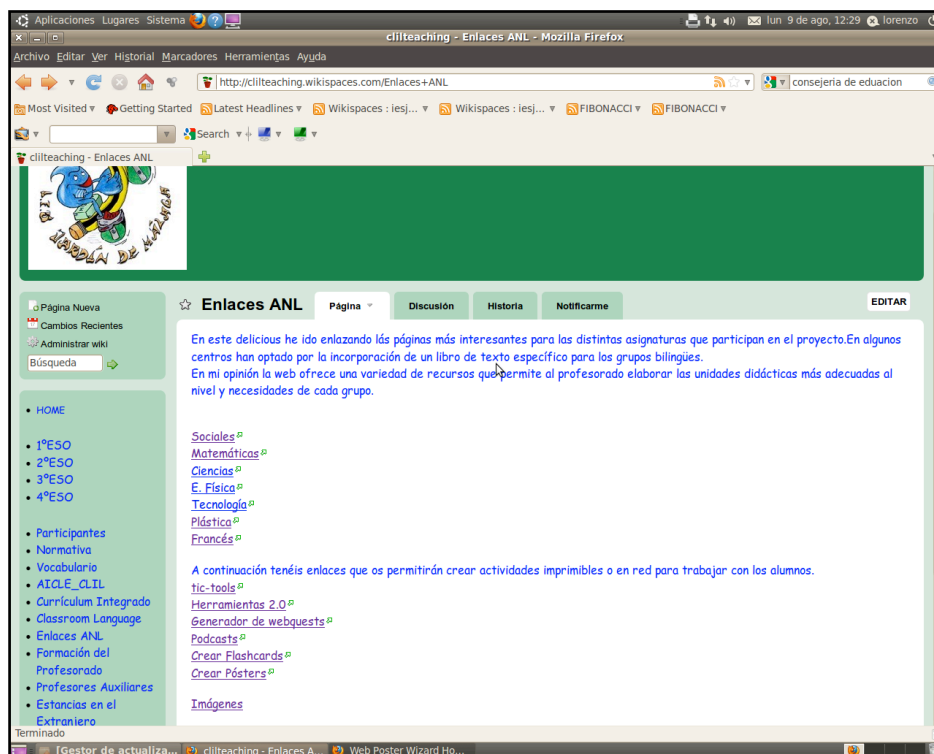 Aplicaciones Lugares Sistema lun 9 de ago, 12:29 lorenzo
clilteaching - Enlaces ANL - Mozilla Firefox
Archivo Editar Ver Historial Marcadores Herramientas Ayuda
http://clilteaching.wikispaces.com/Enlaces+ANL consejeria de eduacion
Most Visited Getting Started Latest Headlines Wikispaces : iesj... Wikispaces : iesj... FIBONACCI FIBONACCI
Search
clilteaching - Enlaces ANL
JARDÍN DE MÁLAGA
Página Nueva
Cambios Recientes
Administrar wiki
Búsqueda
HOME
1ºESO
2ºESO
3ºESO
4ºESO
Participantes
Normativa
Vocabulario
AICLE_CLIL
Currículum Integrado
Classroom Language
Enlaces ANL
Formación del
Profesorado
Profesores Auxiliares
Estancias en el
Extranjero
Enlaces ANL Página Discusión Historia Notificarme EDITAR
En este delicious he ido enlazando lás páginas más interesantes para las distintas asignaturas que participan en el proyecto.En algunos
centros han optado por la incorporación de un libro de texto específico para los grupos bilingües.
En mi opinión la web ofrece una variedad de recursos que permite al profesorado elaborar las unidades didácticas más adecuadas al
nivel y necesidades de cada grupo.
Sociales
Matemáticas
Ciencias
E. Física
Tecnología
Plástica
Francés
A continuación tenéis enlaces que os permitirán crear actividades imprimibles o en red para trabajar con los alumnos.
tic-tools
Herramientas 2.0
Generador de webquests
Podcasts
Crear Flashcards
Crear Pósters
Imágenes
Terminado
[Gestor de actualiza... clilteaching - Enlaces A... Web Poster Wizard Ho...